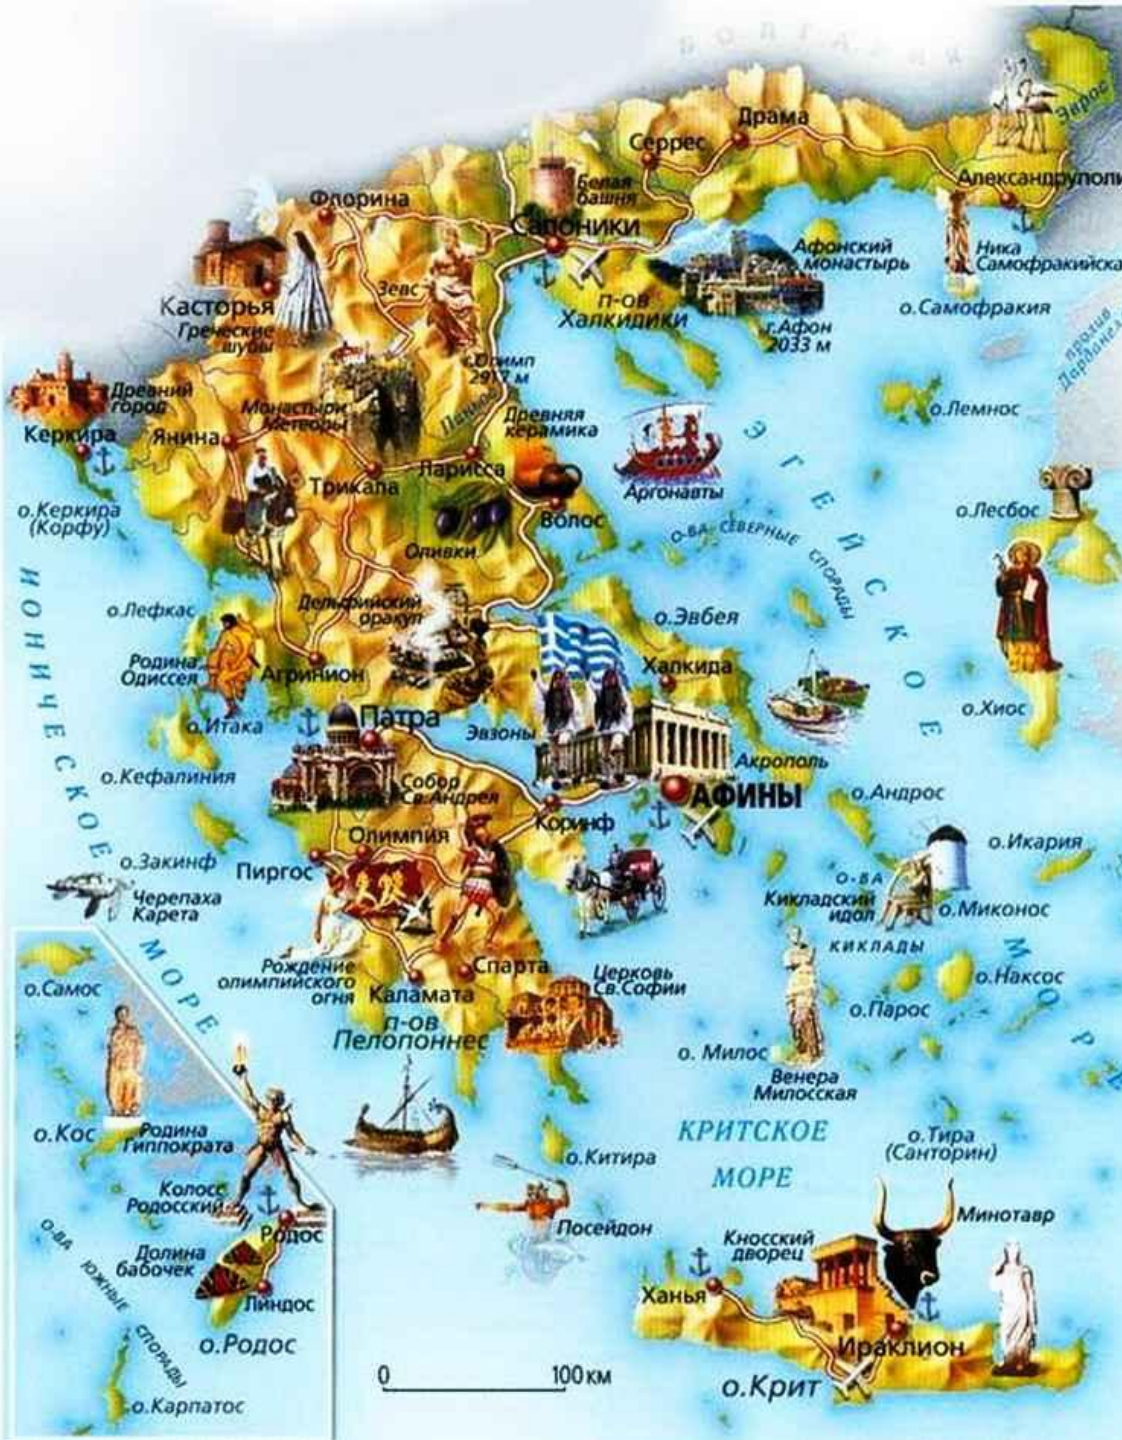 БОЛГАРИЯ
Эврос
Драма
Серрес
Александруполи
Белая
башня
Флорина
Салоники
Афонский
монастырь
Ника
Самофракийска
Зевс
Касторья
Греческие
шубы
п-ов
Халкидики
о.Самофракия
г.Афон
2033 м
пролив
Дарданел
г.Олимп
2917 м
Древний
город
Монастыри
Метеоры
Древняя
керамика
о.Лемнос
Керкира
Янина
Ларисса
Трикала
Аргонавты
ЭГЕЙСКОЕ
о.Керкира
(Корфу)
Волос
о.Лесбос
О-ВА СЕВЕРНЫЕ СПОРАДЫ
Оливки
ИОНИЧЕСКОЕ
о.Лефкас
Дельфийский
оракул
о.Эвбея
Родина
Одиссея
Агринион
Халкида
о.Хиос
о.Итака
Патра
Эвзоны
Акрополь
о.Кефалиния
Собор
Св.Андрея
АФИНЫ
о.Андрос
Коринф
Олимпия
о.Икария
о.Закинф
Пиргос
О-ВА
Черепаха
Карета
Кикладский
идол
о.Миконос
КИКЛАДЫ
МОРЕ
МОРЕ
о.Самос
Рождение
олимпийского
огня
Спарта
Каламата
Церковь
Св.Софии
о.Наксос
о.Парос
п-ов
Пелопоннес
о. Милос
Венера
Милосская
о.Кос
Родина
Гиппократа
КРИТСКОЕ
МОРЕ
о.Тира
(Санторин)
о.Китира
Колосс
Родосский
Минотавр
Посейдон
Родос
Кносский
дворец
О-ВА ЮЖНЫЕ СПОРАДЫ
Долина
бабочек
Ханья
Линдос
о.Родос
Ираклион
0 100 км
о.Крит
о.Карпатос